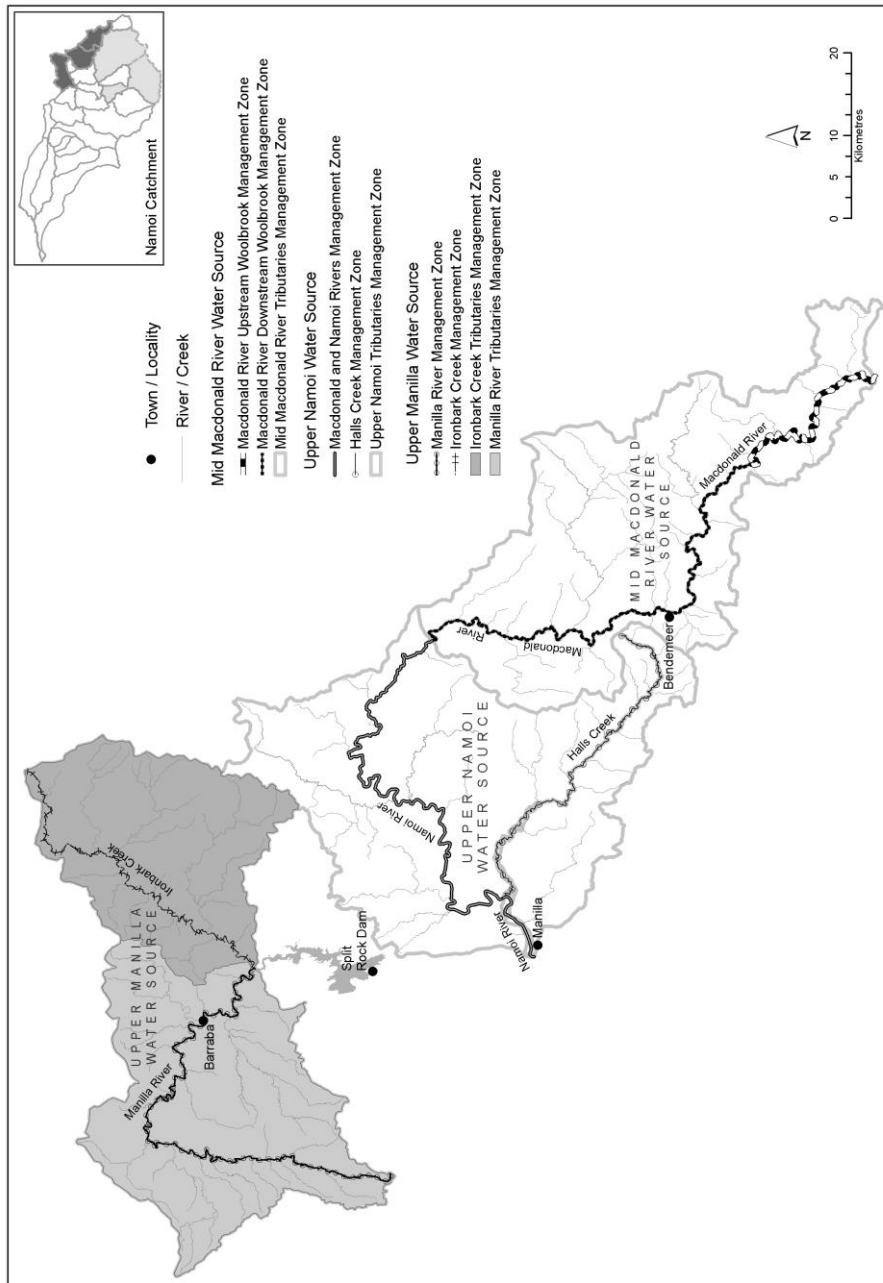 Namoi Catchment
Town / Locality
River / Creek
Mid Macdonald River Water Source
Macdonald River Upstream Woolbrook Management Zone
Macdonald River Downstream Woolbrook Management Zone
Mid Macdonald River Tributaries Management Zone
Upper Namoi Water Source
Macdonald and Namoi Rivers Management Zone
Halls Creek Management Zone
Upper Namoi Tributaries Management Zone
Upper Manilla Water Source
Manilla River Management Zone
Ironbark Creek Management Zone
Ironbark Creek Tributaries Management Zone
Manilla River Tributaries Management Zone
N
0 5 10 20
Kilometres
UPPER MANILLA
WATER SOURCE
Ironbark Creek
Manilla River
Barraba
Split
Rock Dam
Namoi River
UPPER NAMOI
WATER SOURCE
Namoi River
Manilla
Halls Creek
River
Macdonald
Bendemeer
MID MACDONALD
RIVER WATER
SOURCE
Macdonald River